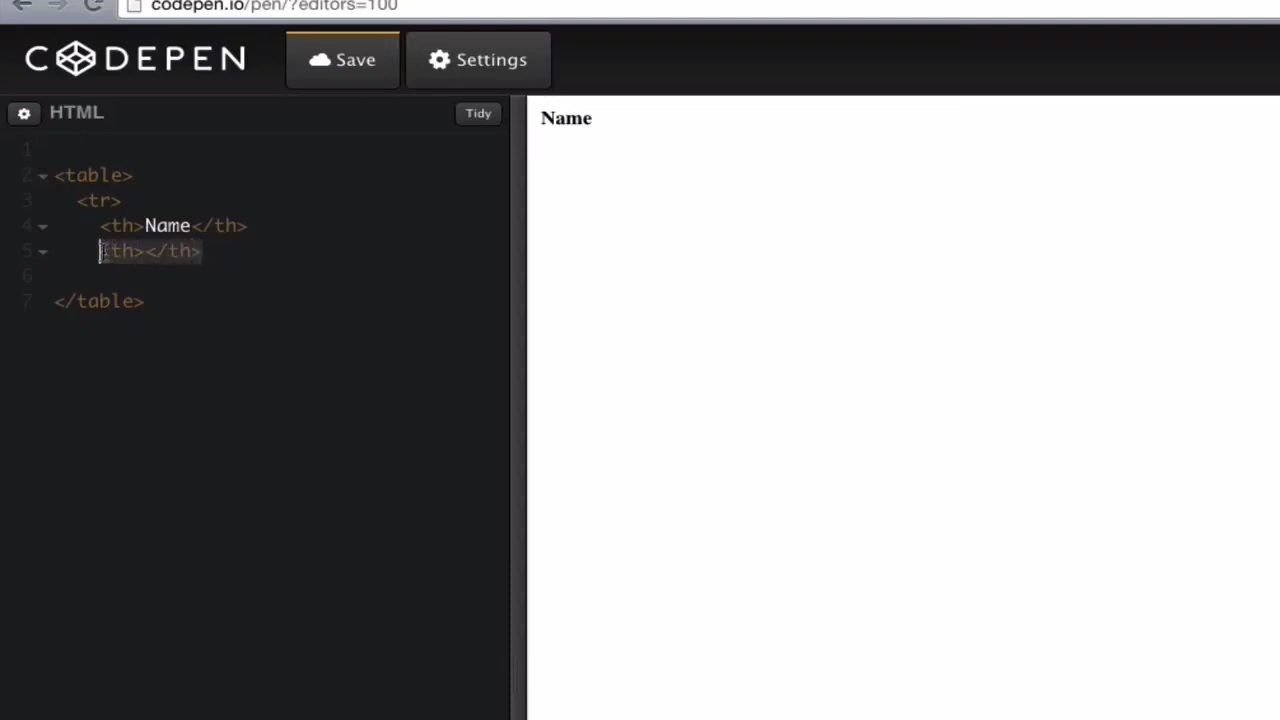 codepen.io/pen/?editors=100
CODEPEN
Save
Settings
HTML
Tidy
1
2 <table>
3 <tr>
4 <th>Name</th>
5 <th></th>
6
7 </table>
Name